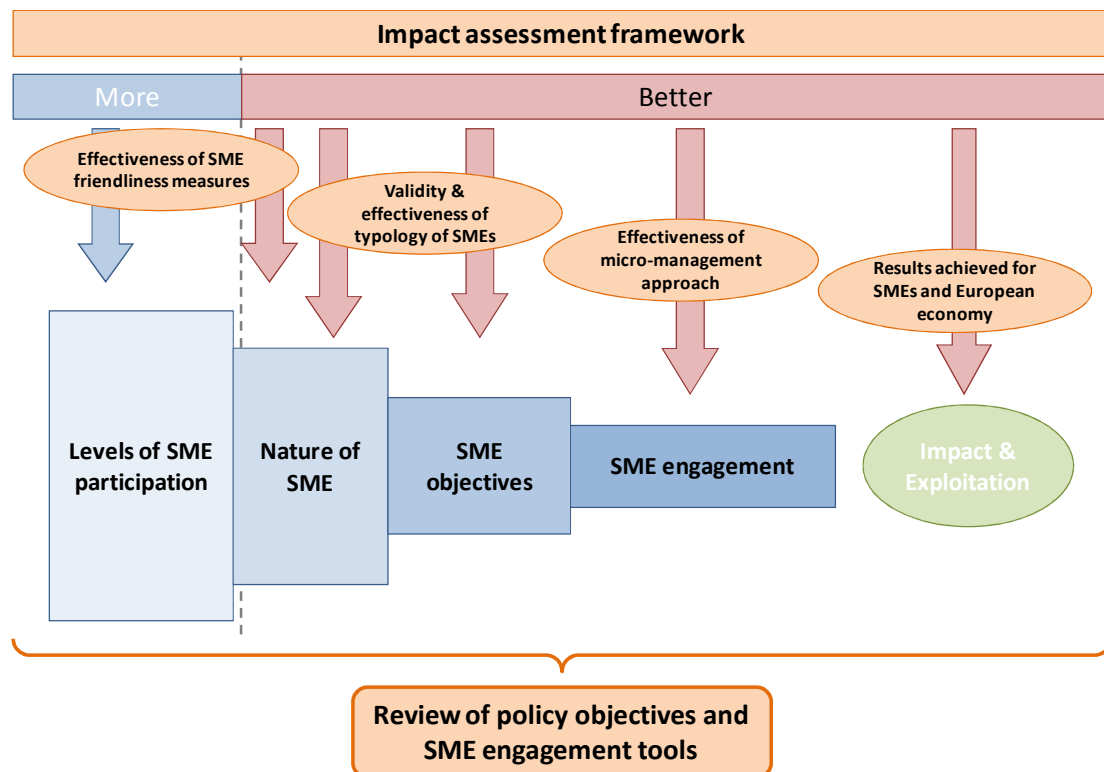 Impact assessment framework
More
Better
Effectiveness of SME
friendliness measures
Validity &
effectiveness of
typology of SMEs
Effectiveness of
micro-management
approach
Results achieved for
SMEs and European
economy
Levels of SME
participation
Nature of
SME
SME
objectives
SME engagement
Impact &
Exploitation
Review of policy objectives and
SME engagement tools